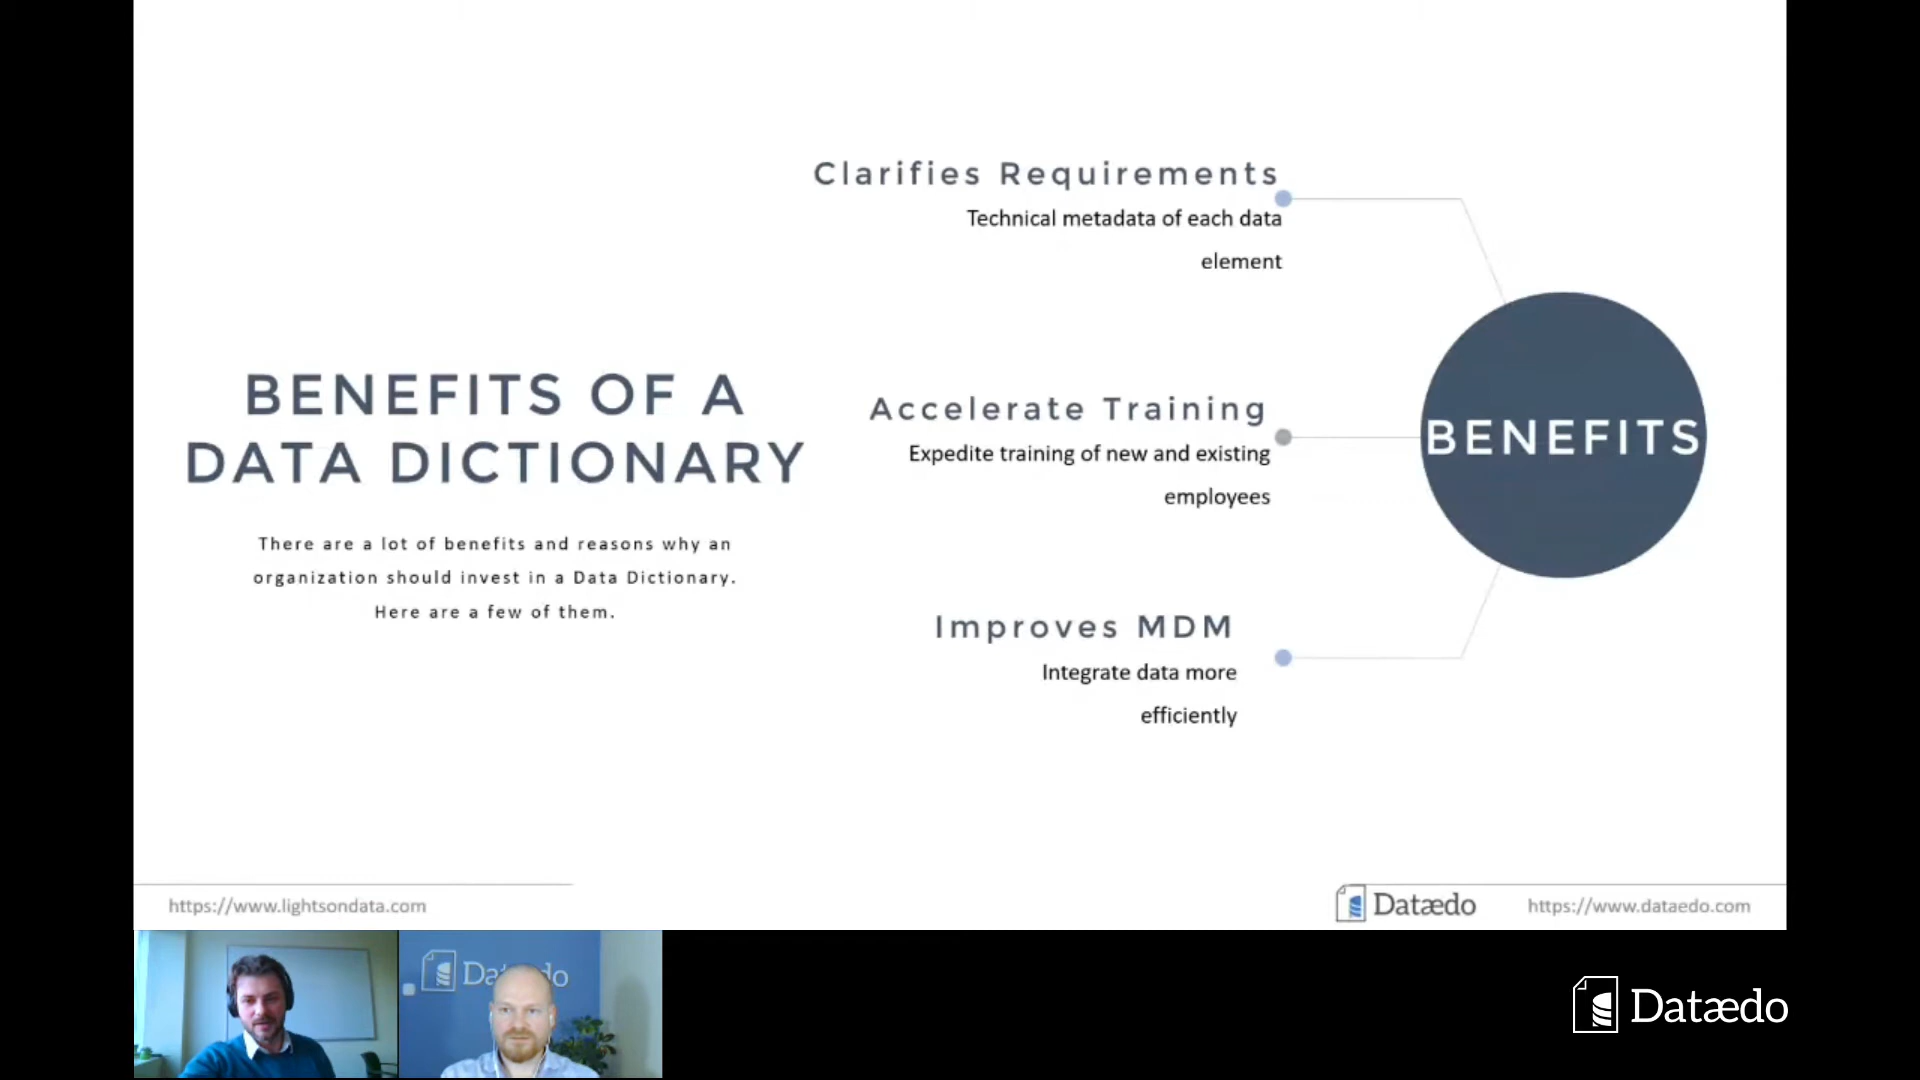 BENEFITS OF A
DATA DICTIONARY
There are a lot of benefits and reasons why an
organization should invest in a Data Dictionary.
Here are a few of them.
Clarifies Requirements
Technical metadata of each data
element
Accelerate Training
Expedite training of new and existing
employees
Improves MDM
Integrate data more
efficiently
BENEFITS
https://www.lightsondata.com
Datædo
https://www.dataedo.com
Datædo